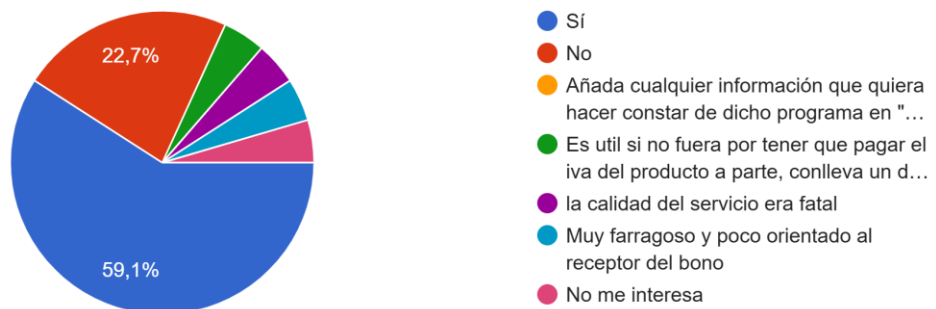 22,7%
59,1%
Sí
No
Añada cualquier información que quiera
hacer constar de dicho programa en "...
Es util si no fuera por tener que pagar el
iva del producto a parte, conlleva un d...
la calidad del servicio era fatal
Muy farragoso y poco orientado al
receptor del bono
No me interesa